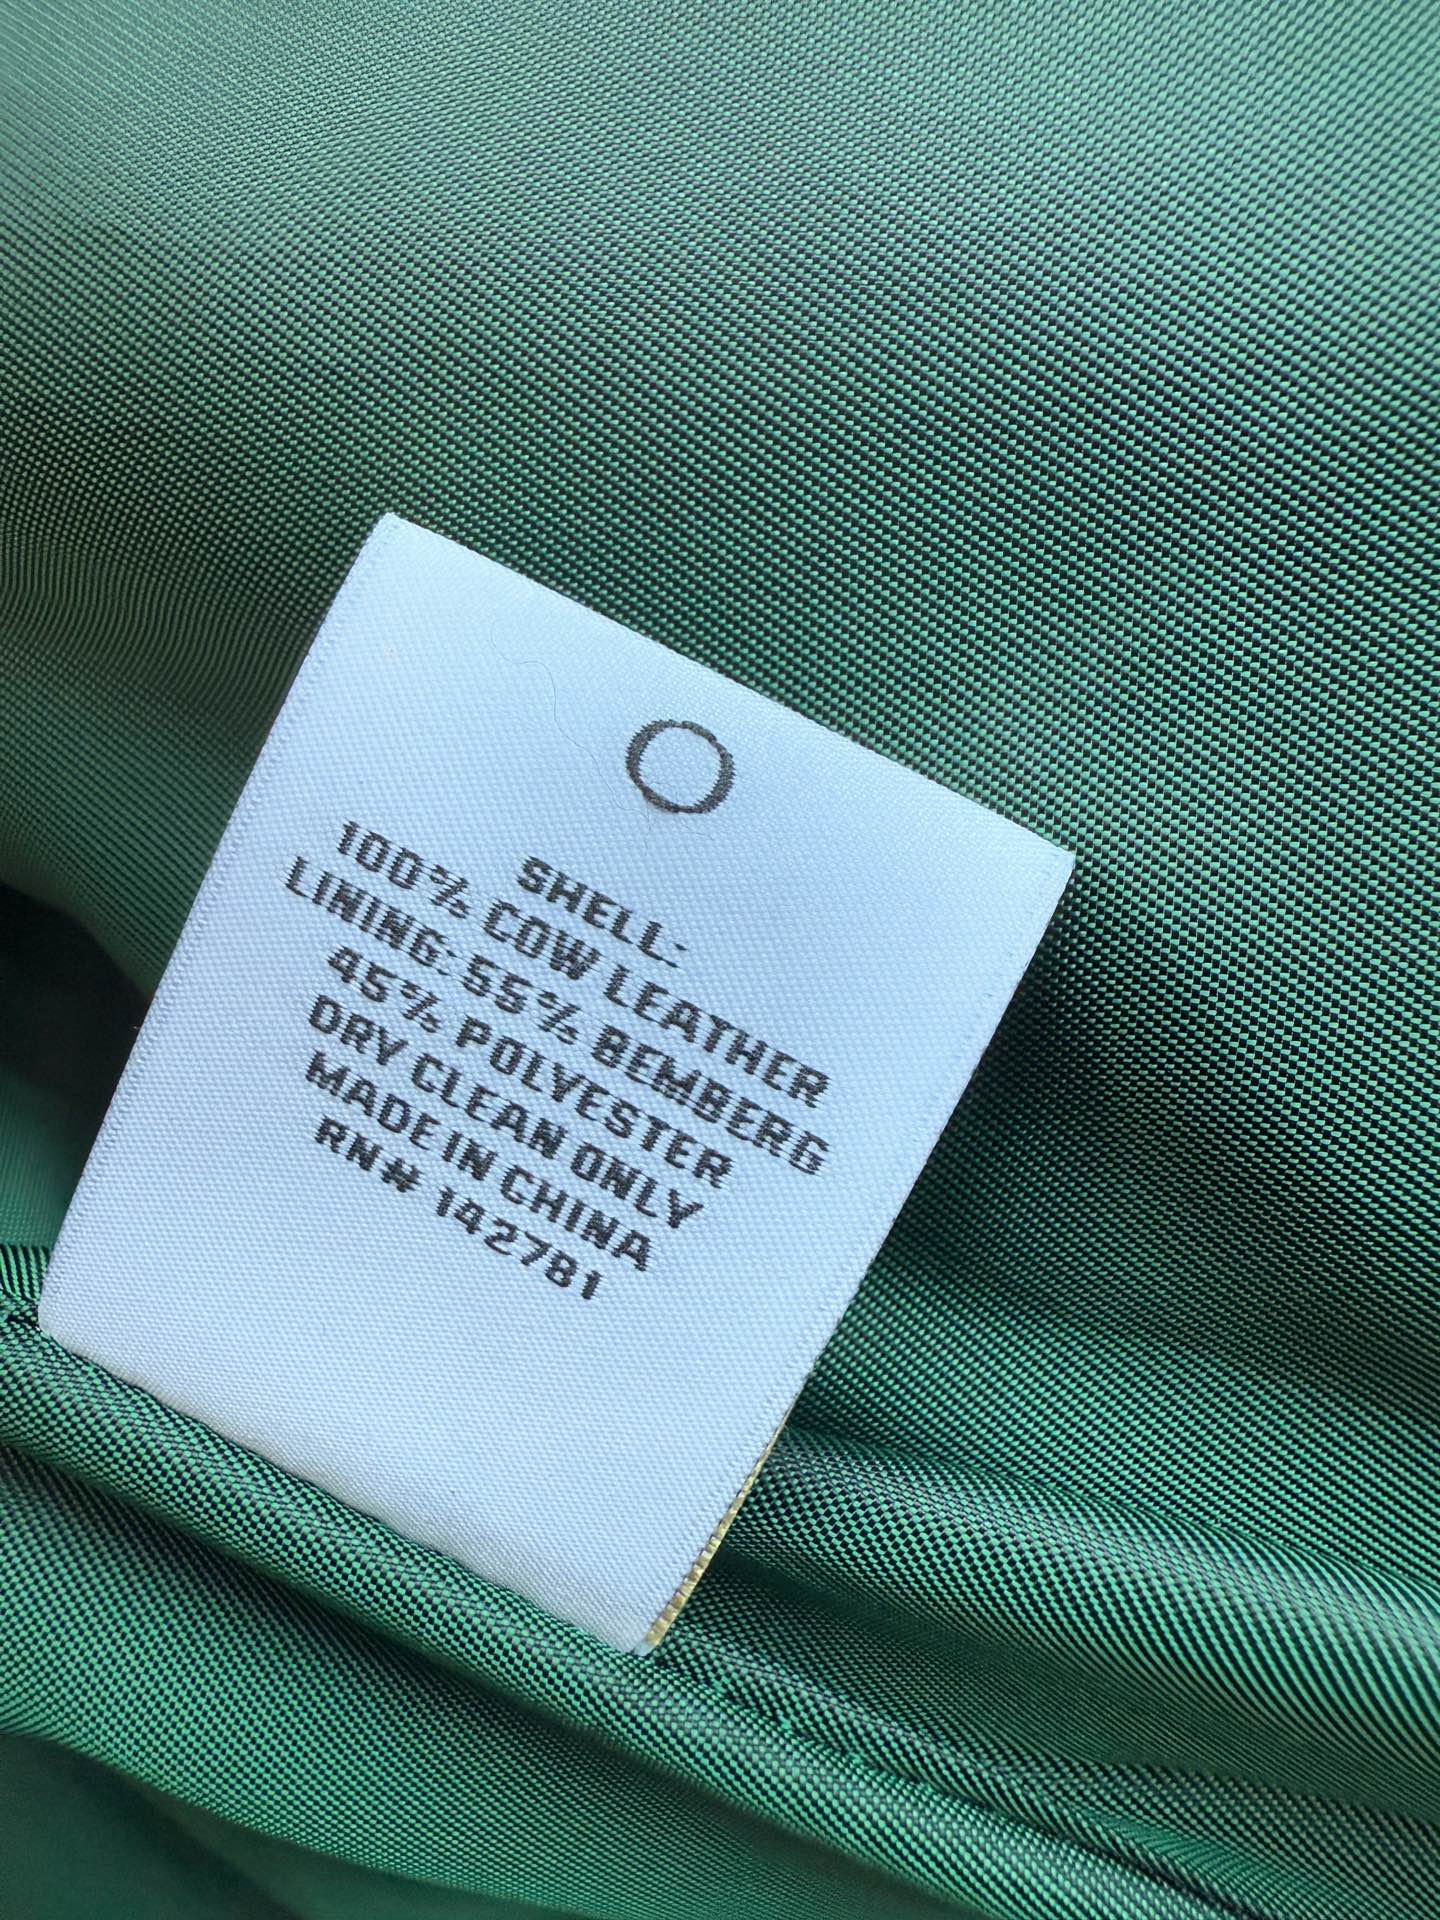 SHELL:
100% COW LEATHER
LINING: 55% BEMBERG
45% POLYESTER
DRY CLEAN ONLY
MADE IN CHINA
RN# 142781